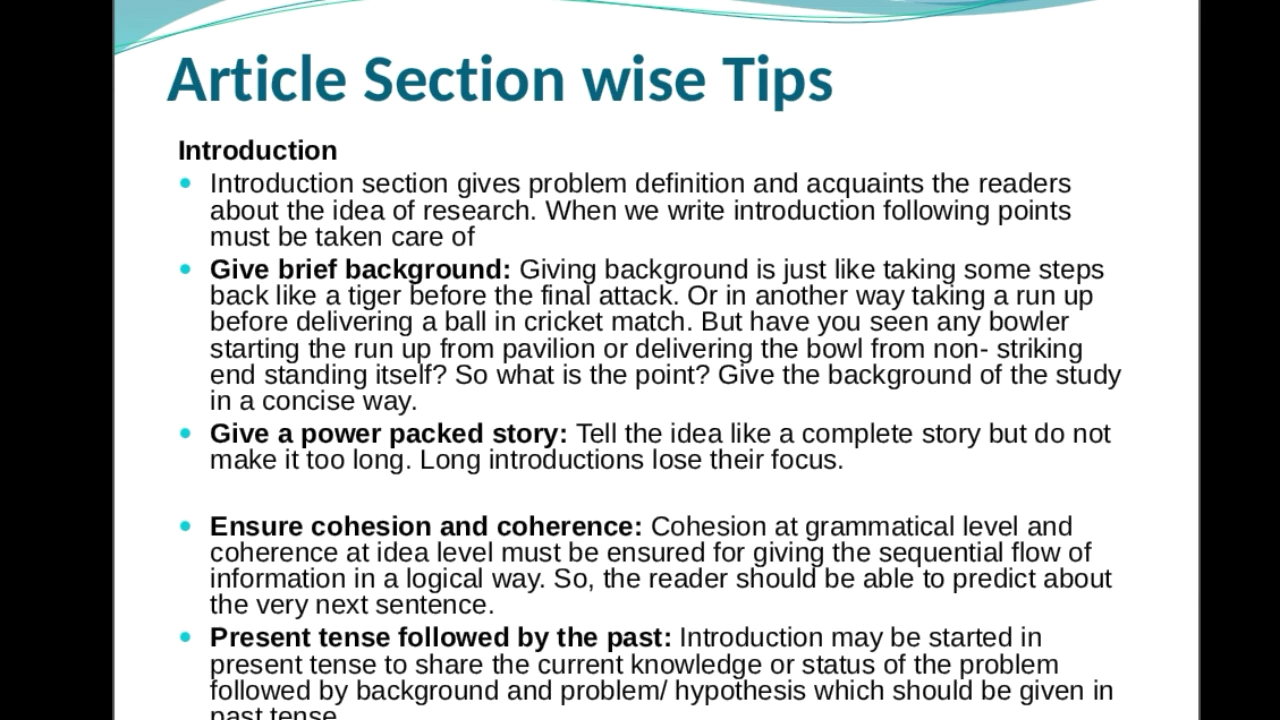 Article Section wise Tips
Introduction
Introduction section gives problem definition and acquaints the readers
about the idea of research. When we write introduction following points
must be taken care of
Give brief background: Giving background is just like taking some steps
back like a tiger before the final attack. Or in another way taking a run up
before delivering a ball in cricket match. But have you seen any bowler
starting the run up from pavilion or delivering the bowl from non- striking
end standing itself? So what is the point? Give the background of the study
in a concise way.
Give a power packed story: Tell the idea like a complete story but do not
make it too long. Long introductions lose their focus.
Ensure cohesion and coherence: Cohesion at grammatical level and
coherence at idea level must be ensured for giving the sequential flow of
information in a logical way. So, the reader should be able to predict about
the very next sentence.
Present tense followed by the past: Introduction may be started in
present tense to share the current knowledge or status of the problem
followed by background and problem/ hypothesis which should be given in
past tense